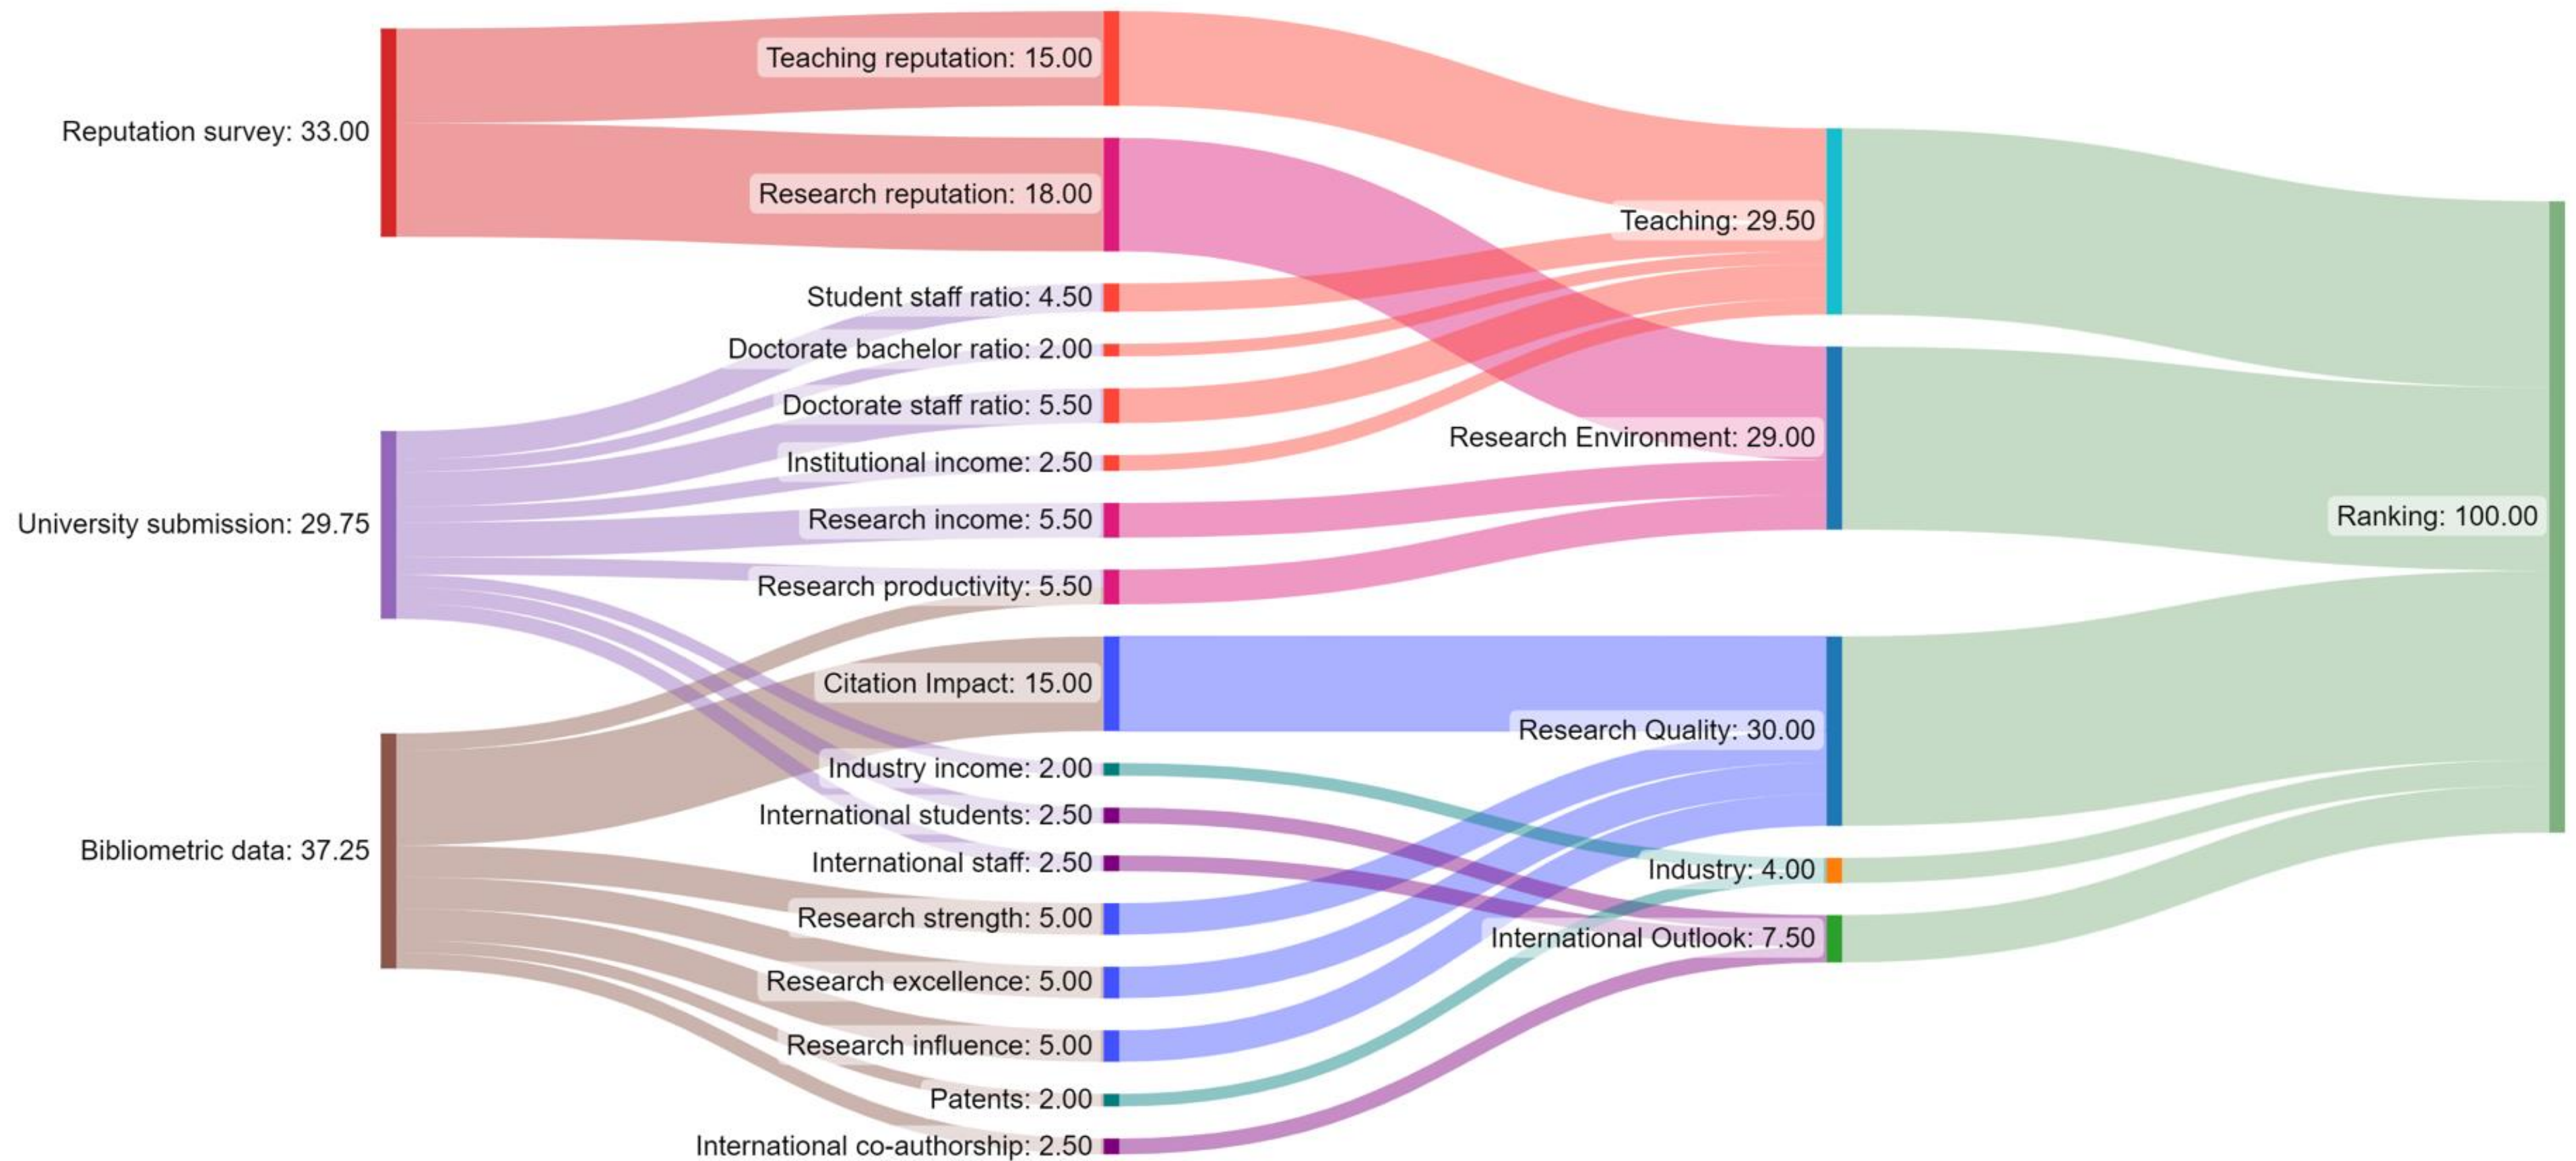 Reputation survey: 33.00
University submission: 29.75
Bibliometric data: 37.25
Teaching reputation: 15.00
Research reputation: 18.00
Student staff ratio: 4.50
Doctorate bachelor ratio: 2.00
Doctorate staff ratio: 5.50
Institutional income: 2.50
Research income: 5.50
Research productivity: 5.50
Citation Impact: 15.00
Industry income: 2.00
International students: 2.50
International staff: 2.50
Research strength: 5.00
Research excellence: 5.00
Research influence: 5.00
Patents: 2.00
International co-authorship: 2.50
Teaching: 29.50
Research Environment: 29.00
Research Quality: 30.00
Industry: 4.00
International Outlook: 7.50
Ranking: 100.00